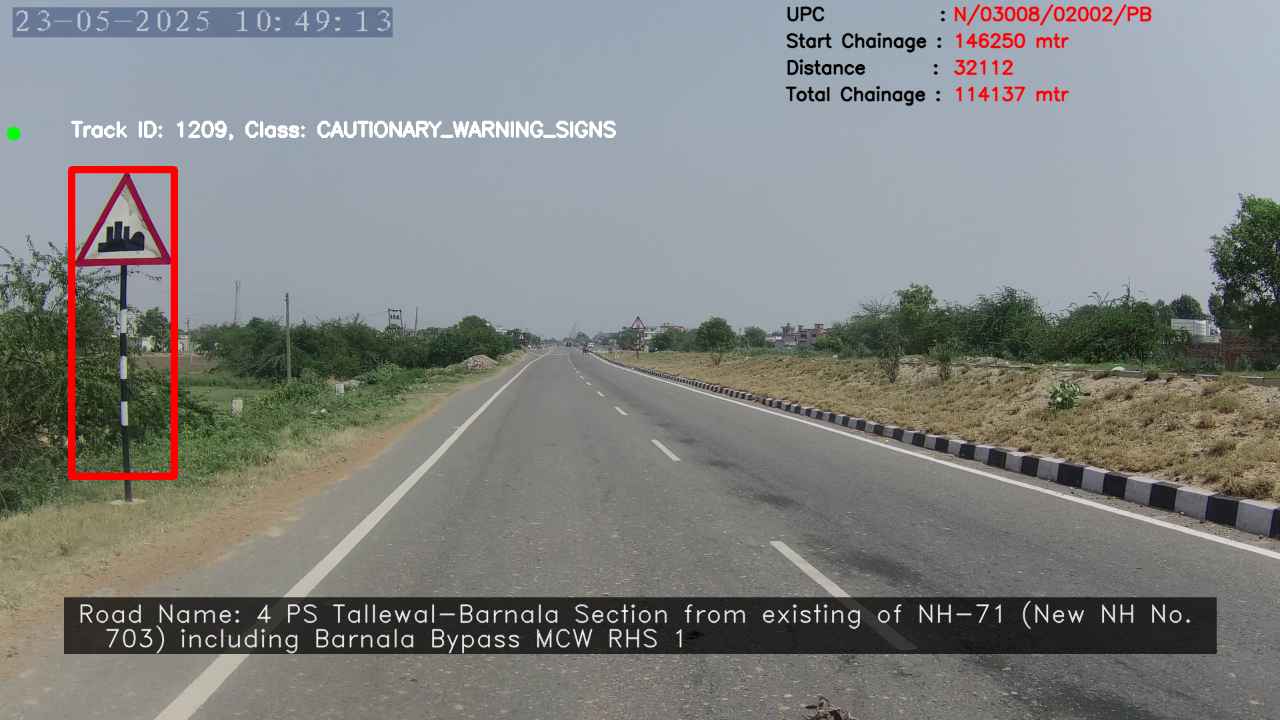 23-05-2025 10:49:13
UPC : N/03008/02002/PB
Start Chainage : 146250 mtr
Distance : 32112
Total Chainage : 114137 mtr
Track ID: 1209, Class: CAUTIONARY_WARNING_SIGNS
Road Name: 4 PS Tallewal-Barnala Section from existing of NH-71 (New NH No.
703) including Barnala Bypass MCW RHS 1